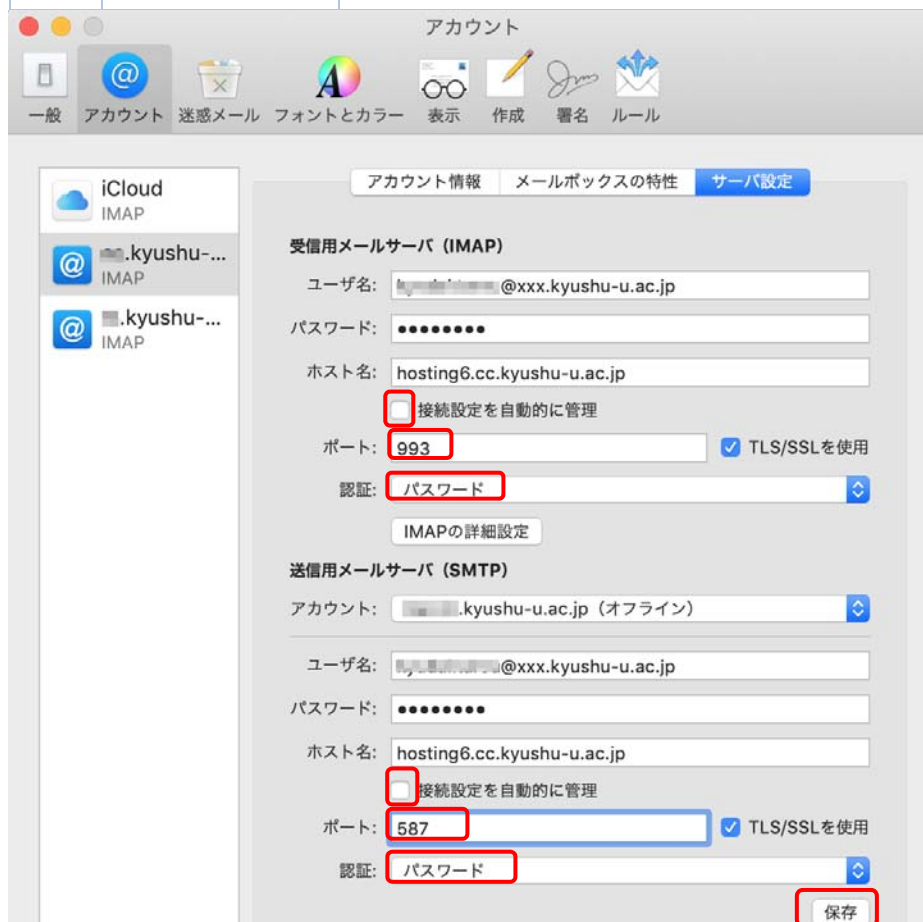 アカウント
一般 アカウント 迷惑メール フォントとカラー 表示 作成 署名 ルール
iCloud
IMAP
.kyushu-...
IMAP
.kyushu-...
IMAP
アカウント情報 メールボックスの特性 サーバ設定
受信用メールサーバ（IMAP）
ユーザ名: @xxx.kyushu-u.ac.jp
パスワード: ●●●●●●●●
ホスト名: hosting6.cc.kyushu-u.ac.jp
接続設定を自動的に管理
ポート: 993 TLS/SSLを使用
認証: パスワード
IMAPの詳細設定
送信用メールサーバ（SMTP）
アカウント: .kyushu-u.ac.jp（オフライン）
ユーザ名: @xxx.kyushu-u.ac.jp
パスワード: ●●●●●●●●
ホスト名: hosting6.cc.kyushu-u.ac.jp
接続設定を自動的に管理
ポート: 587 TLS/SSLを使用
認証: パスワード
保存